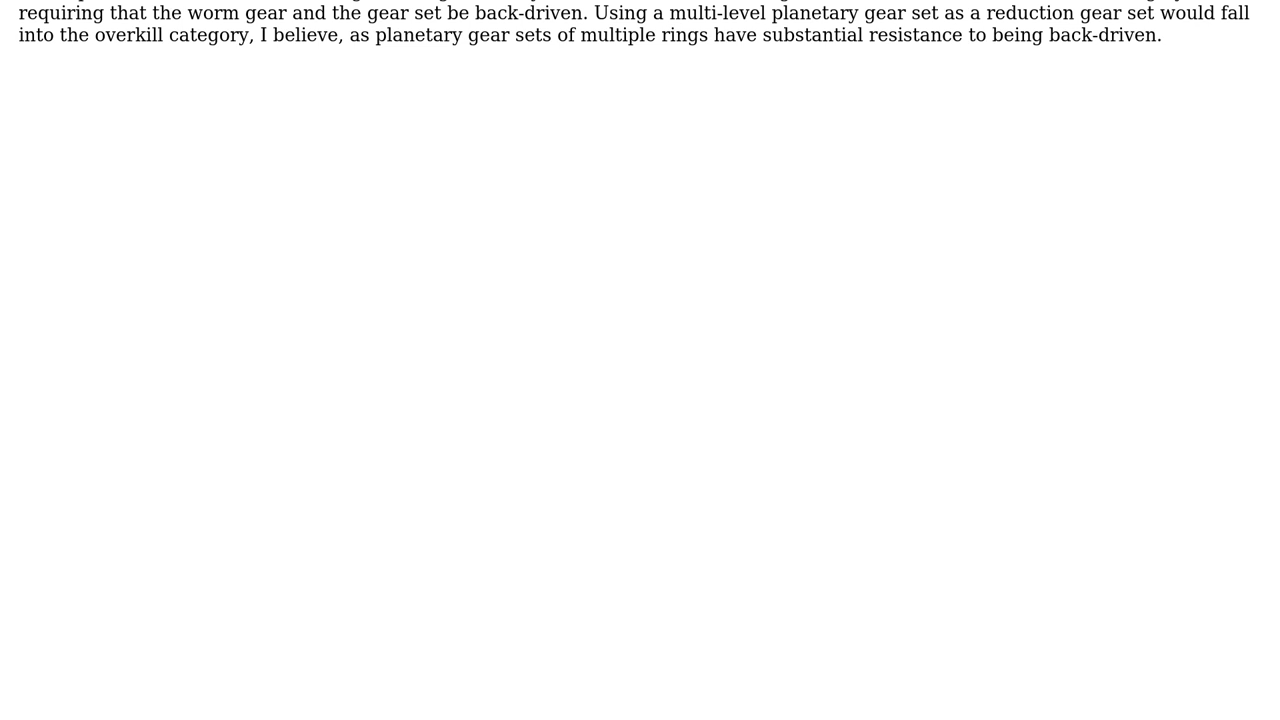 requiring that the worm gear and the gear set be back-driven. Using a multi-level planetary gear set as a reduction gear set would fall
into the overkill category, I believe, as planetary gear sets of multiple rings have substantial resistance to being back-driven.